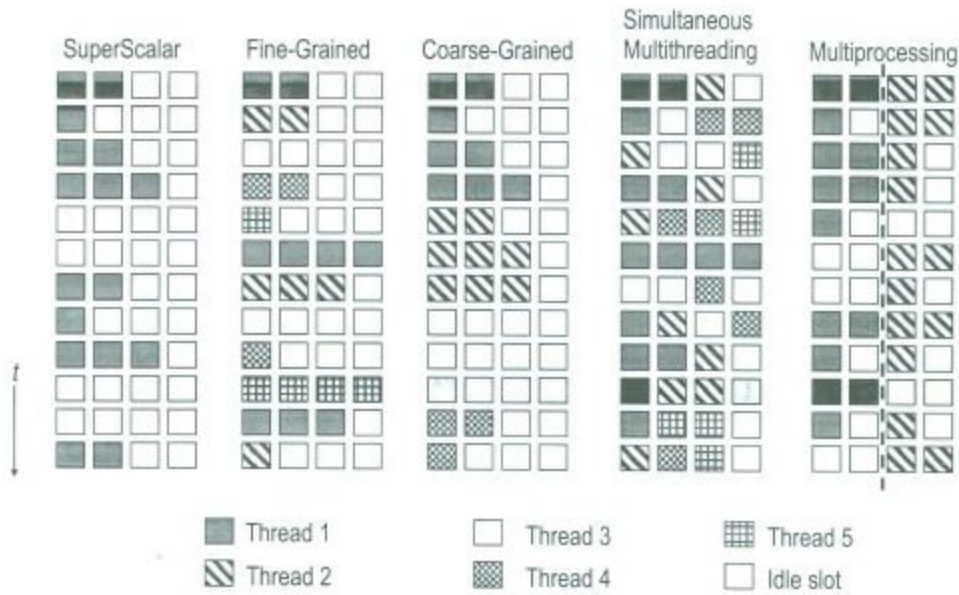 SuperScalar
Fine-Grained
Coarse-Grained
Simultaneous
Multithreading
Multiprocessing
t
Thread 1
Thread 3
Thread 5
Thread 2
Thread 4
Idle slot